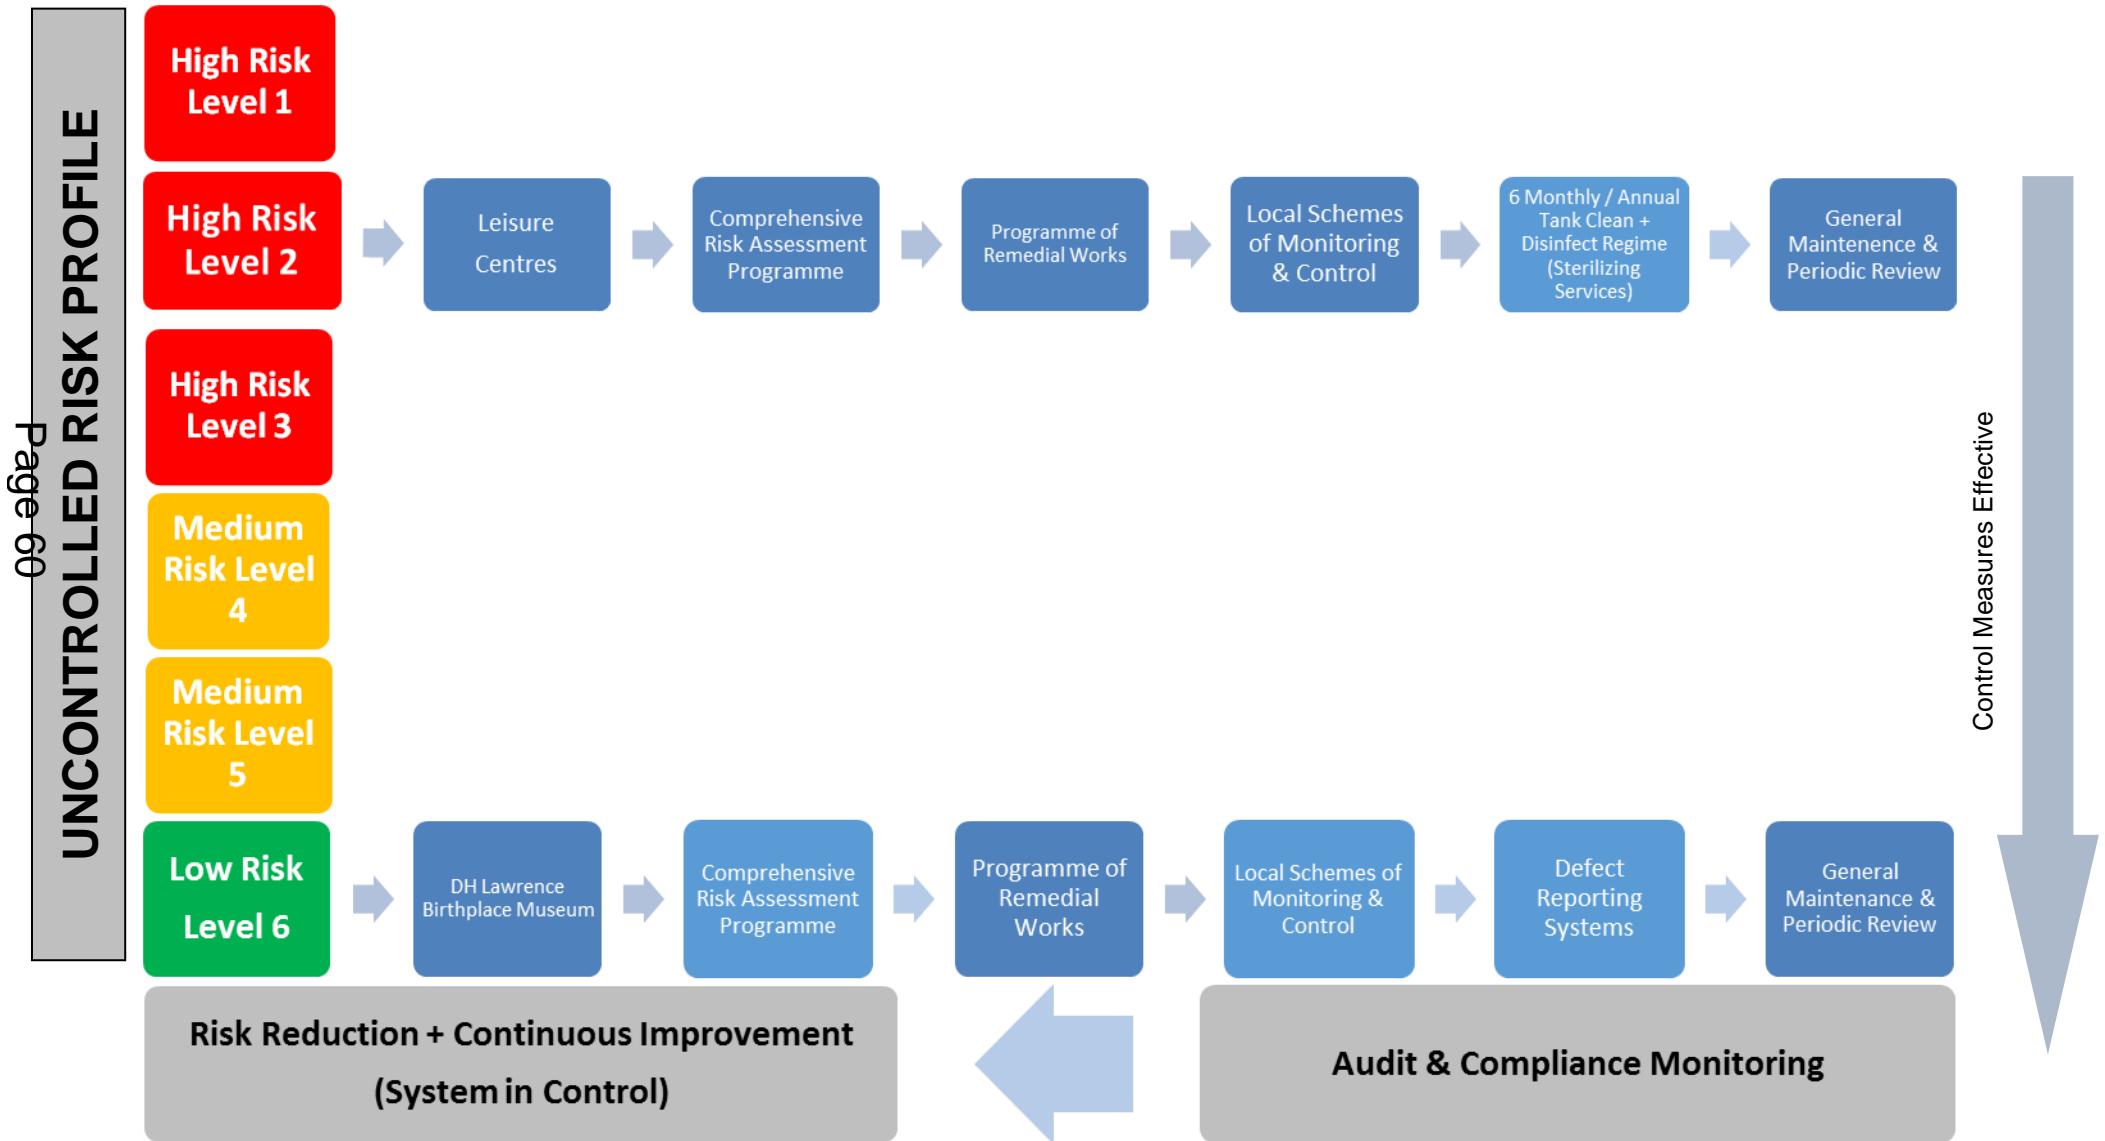 UNCONTROLLED RISK PROFILE
Page 60
High Risk
Level 1
High Risk
Level 2
Leisure
Centres
Comprehensive
Risk Assessment
Programme
Programme of
Remedial Works
Local Schemes
of Monitoring
& Control
6 Monthly / Annual
Tank Clean +
Disinfect Regime
(Sterilizing
Services)
General
Maintenence &
Periodic Review
High Risk
Level 3
Medium
Risk Level
4
Medium
Risk Level
5
Low Risk
Level 6
DH Lawrence
Birthplace Museum
Comprehensive
Risk Assessment
Programme
Programme of
Remedial
Works
Local Schemes of
Monitoring &
Control
Defect
Reporting
Systems
General
Maintenance &
Periodic Review
Control Measures Effective
Risk Reduction + Continuous Improvement
(System in Control)
Audit & Compliance Monitoring